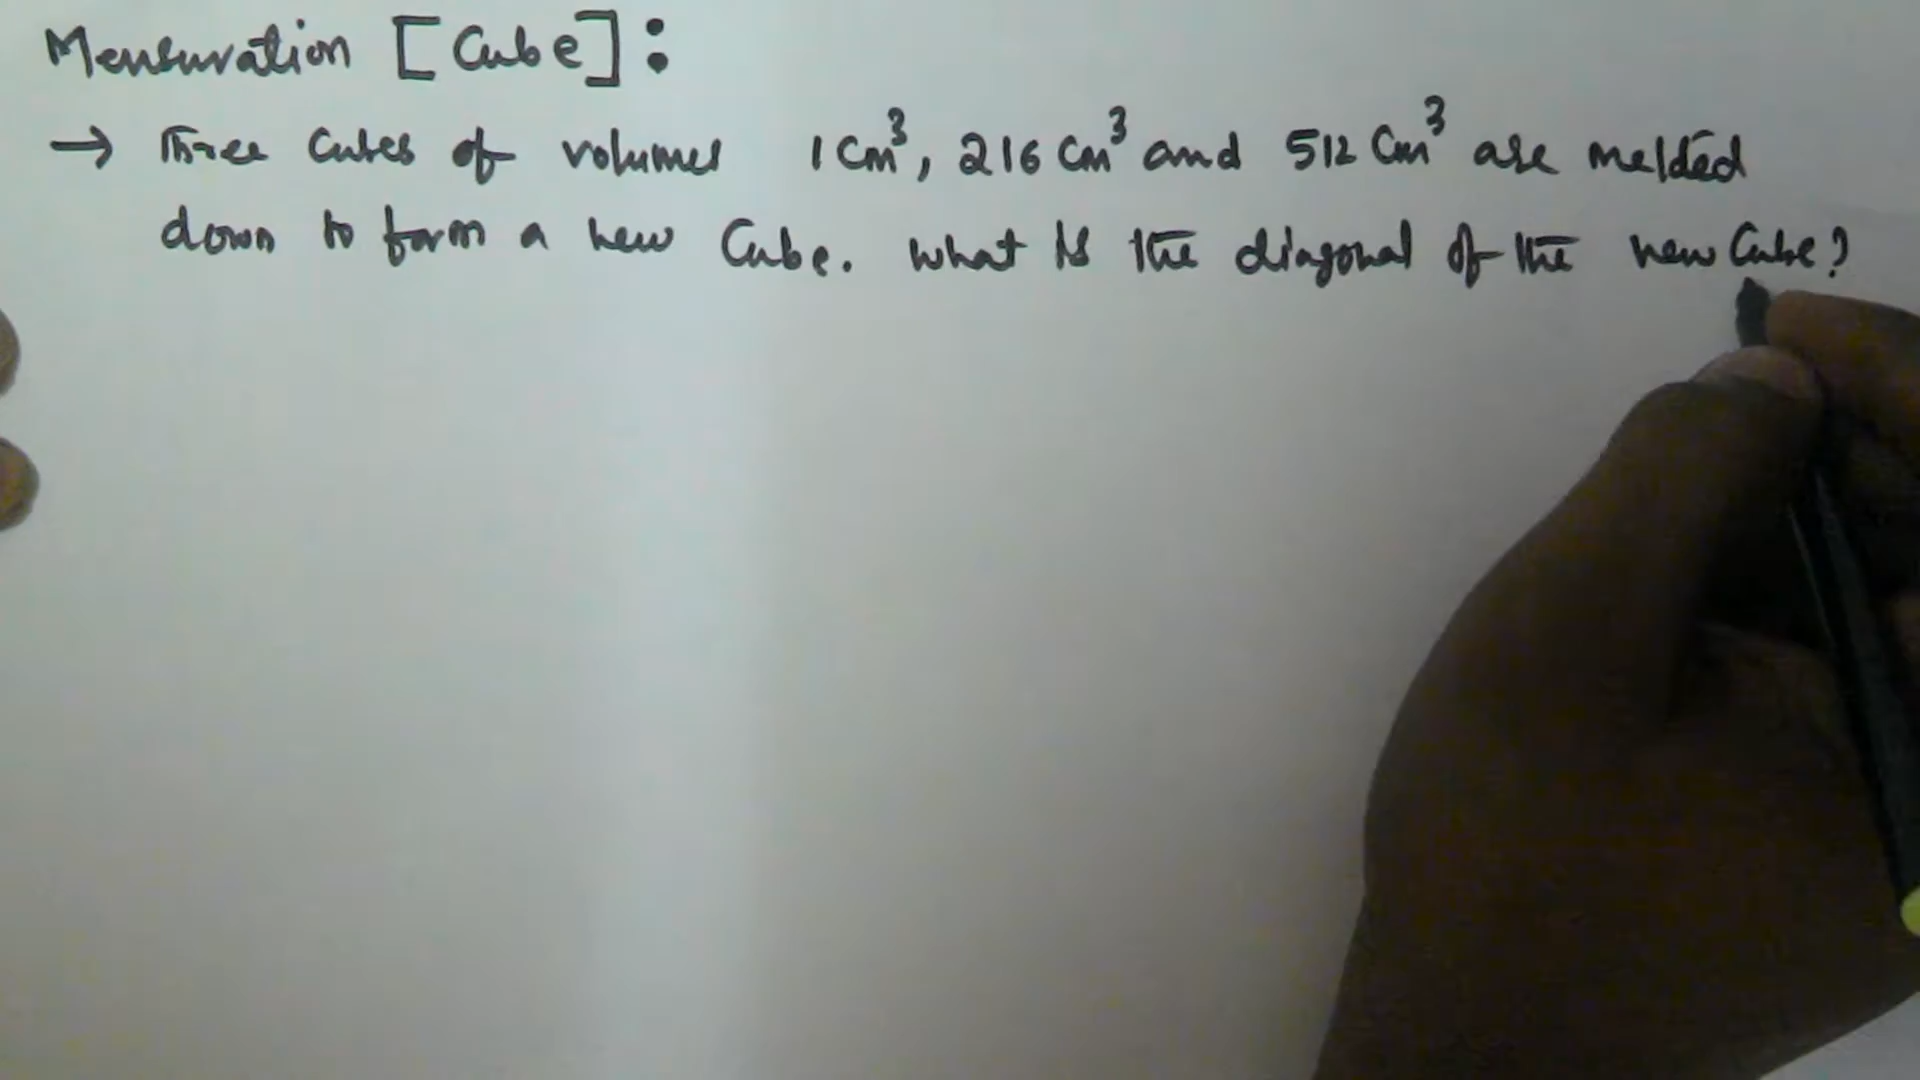 Mensuration [Cube]:
→ Three Cubes of volumes 1 Cm³, 216 Cm³ and 512 Cm³ are melded
down to form a new Cube. What is the diagonal of the new Cube?